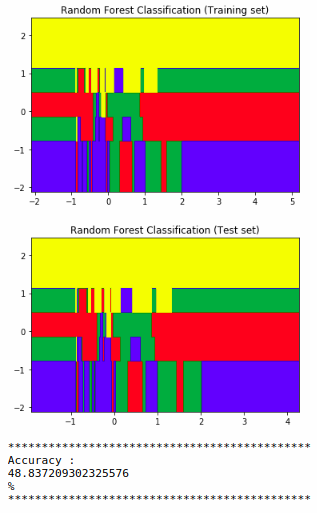 Random Forest Classification (Training set)
2
1
0
−1
−2
−2 −1 0 1 2 3 4 5
Random Forest Classification (Test set)
2
1
0
−1
−2
−1 0 1 2 3 4
*********************************************
Accuracy :
48.837209302325576
%
*********************************************